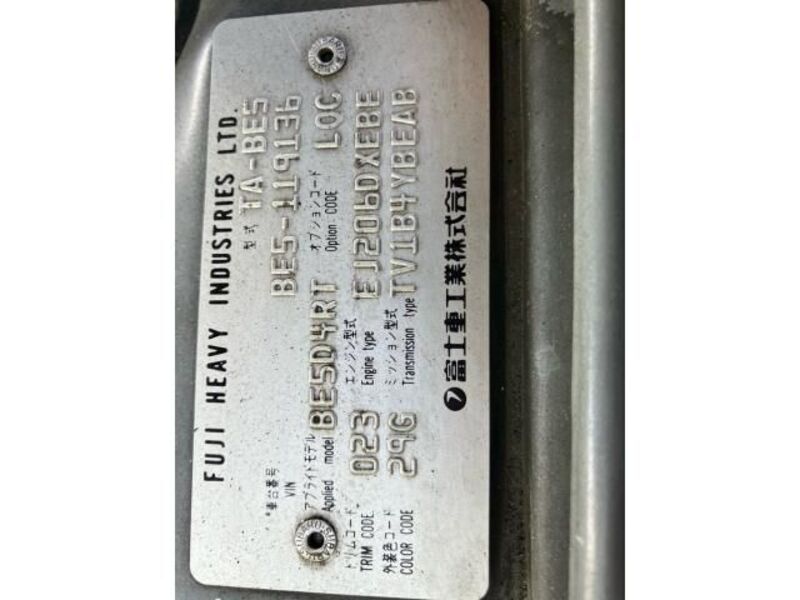 FUJI HEAVY INDUSTRIES LTD.
型式 TA-BE5
*車台番号 BE5-119136
VIN
アプライドモデル BE5D4RT オプションコード LOC
Applied model Option CODE
トリムコード 023 エンジン型式 EJ206DXEBE
TRIM CODE Engine type
外装色コード 29G ミッション型式 TV1B4YBEAB
COLOR CODE Transmission type
富士重工業株式会社